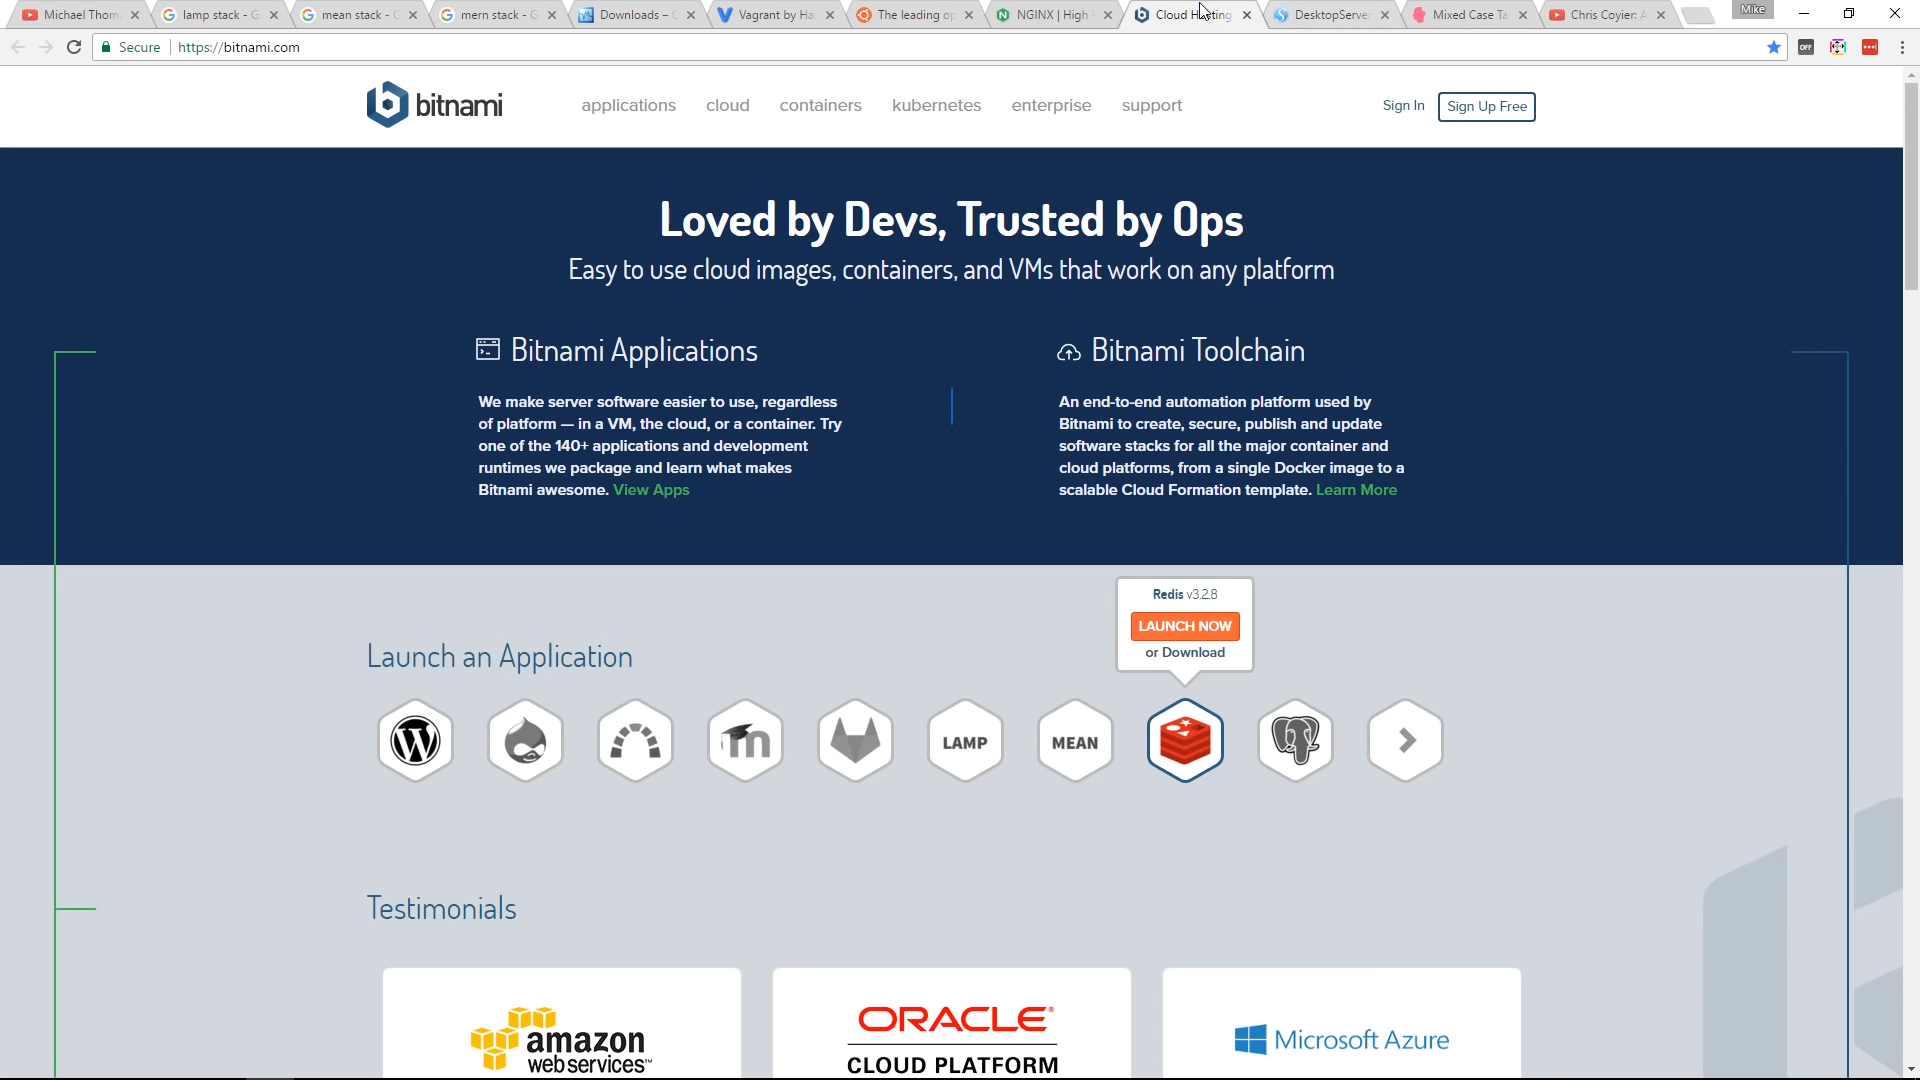 Michael Thom
lamp stack - G
mean stack - G
mern stack - G
Downloads –
Vagrant by Ha
The leading op
NGINX | High
Cloud Hosting
DesktopServe
Mixed Case Ta
Chris Coyier: A
Mike
Secure
https://bitnami.com
OFF
bitnami
applications
cloud
containers
kubernetes
enterprise
support
Sign In
Sign Up Free
Loved by Devs, Trusted by Ops
Easy to use cloud images, containers, and VMs that work on any platform
Bitnami Applications
We make server software easier to use, regardless
of platform — in a VM, the cloud, or a container. Try
one of the 140+ applications and development
runtimes we package and learn what makes
Bitnami awesome. View Apps
Bitnami Toolchain
An end-to-end automation platform used by
Bitnami to create, secure, publish and update
software stacks for all the major container and
cloud platforms, from a single Docker image to a
scalable Cloud Formation template. Learn More
Redis v3.2.8
LAUNCH NOW
or Download
Launch an Application
m
LAMP
MEAN
Testimonials
amazon
webservices™
ORACLE®
CLOUD PLATFORM
Microsoft Azure